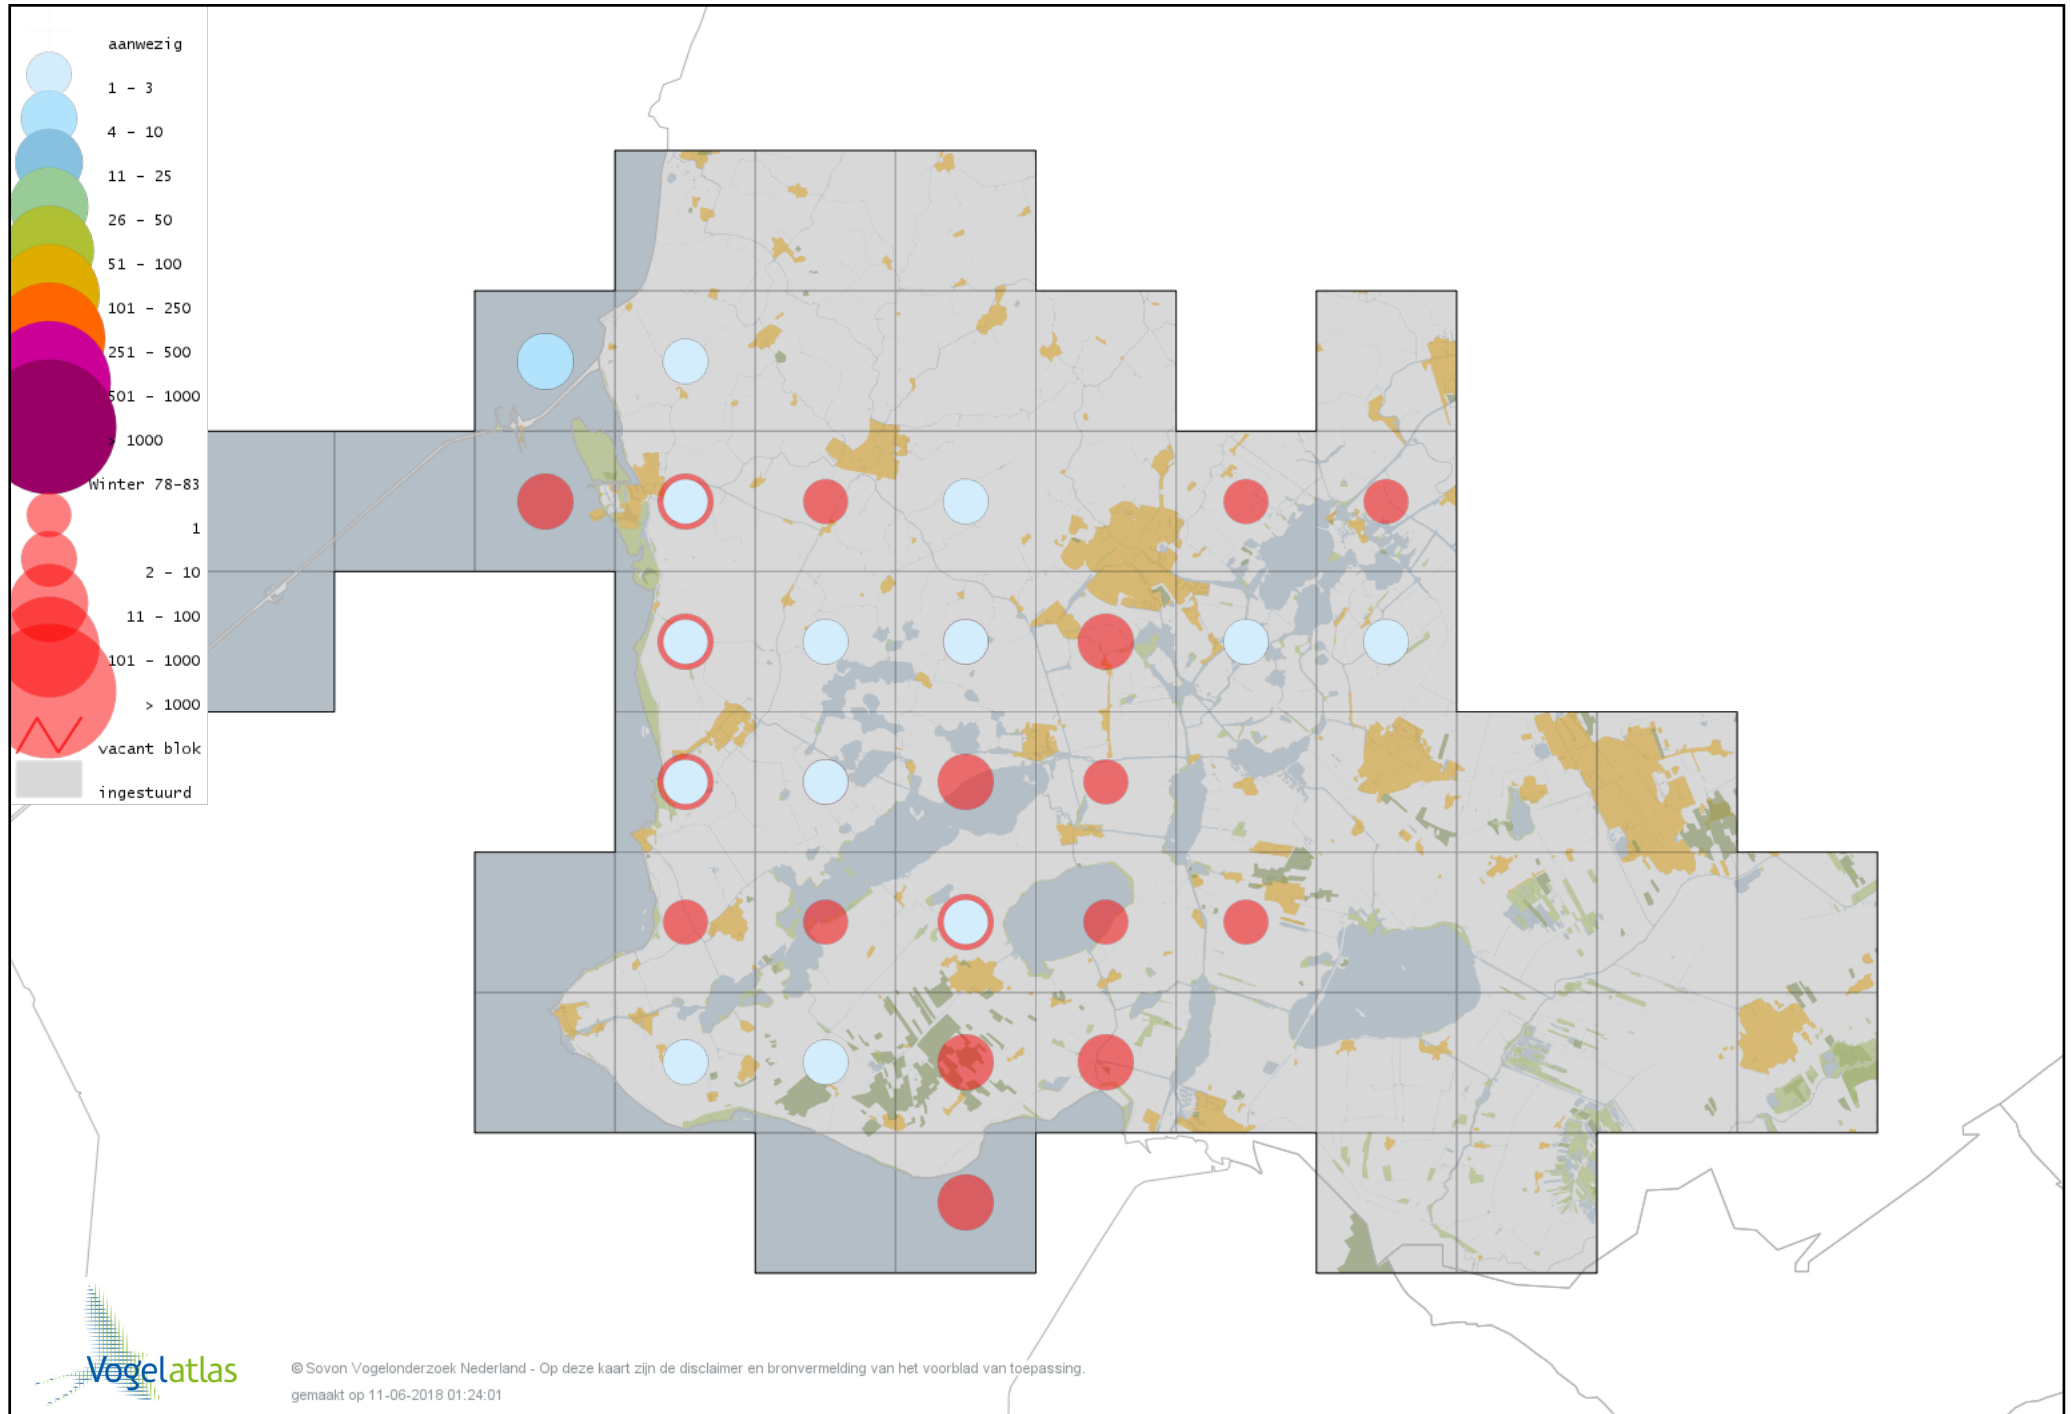 aanwezig
1 - 3
4 - 10
11 - 25
26 - 50
51 - 100
101 - 250
251 - 500
501 - 1000
> 1000
Winter 78-83
1
2 - 10
11 - 100
101 - 1000
> 1000
vacant blok
ingestuurd
Vogelatlas
© Sovon Vogelonderzoek Nederland - Op deze kaart zijn de disclaimer en bronvermelding van het voorblad van toepassing.
gemaakt op 11-06-2018 01:24:01